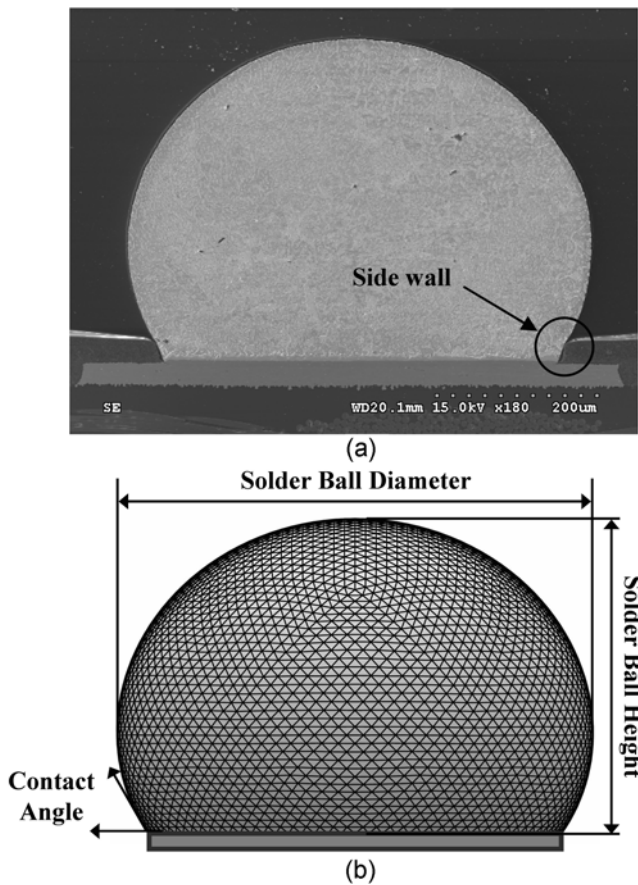 Side wall
SE
WD20.1mm 15.0kV x180 200um
(a)
Solder Ball Diameter
Solder Ball Height
Contact
Angle
(b)